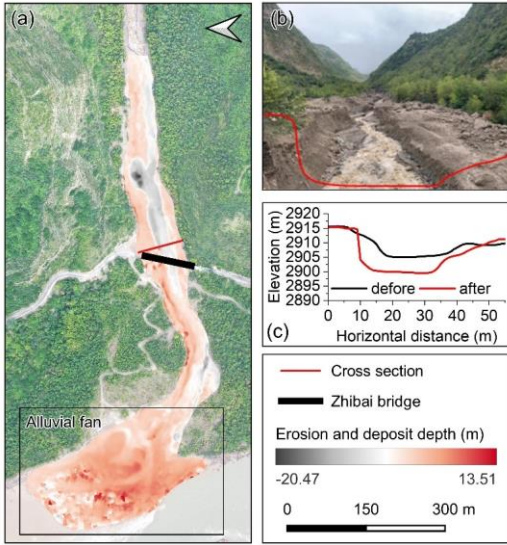 (a)
Alluvial fan
(b)
Elevation (m)
2920
2915
2910
2905
2900
2895
2890
defore
after
0 10 20 30 40 50
Horizontal distance (m)
(c)
Cross section
Zhibai bridge
Erosion and deposit depth (m)
-20.47 13.51
0 150 300 m